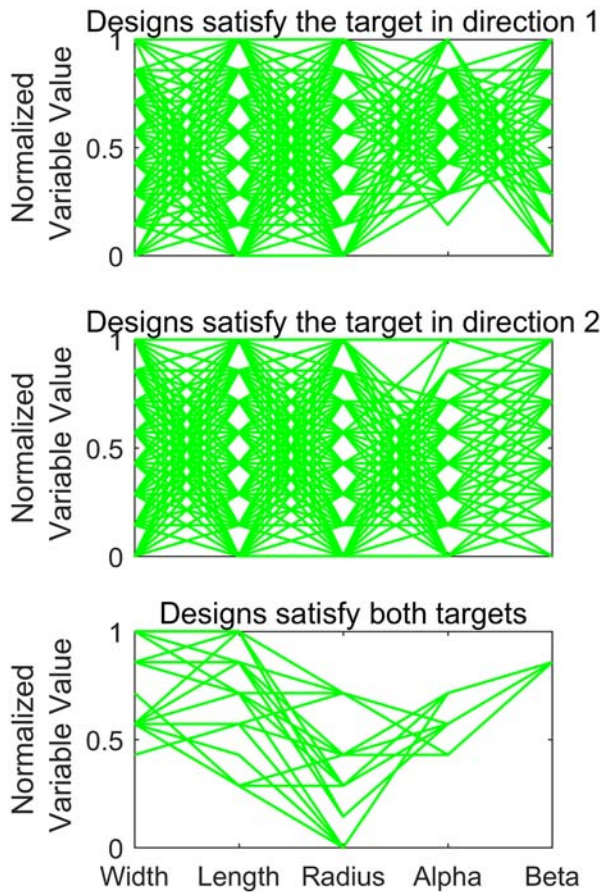 Designs satisfy the target in direction 1
Normalized
Variable Value
1
0.5
0
Designs satisfy the target in direction 2
Normalized
Variable Value
1
0.5
0
Designs satisfy both targets
Normalized
Variable Value
1
0.5
0
Width Length Radius Alpha Beta